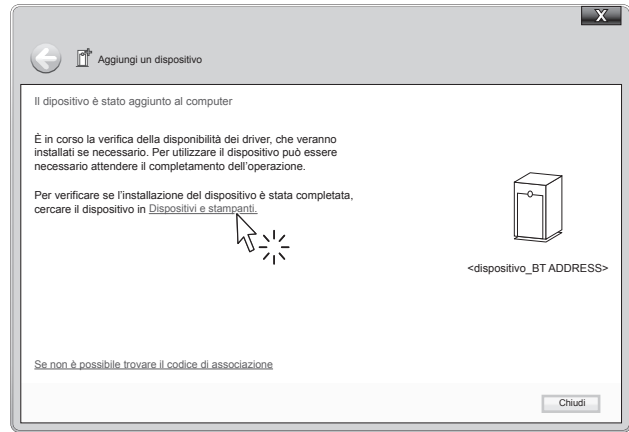 X
Aggiungi un dispositivo
Il dipositivo è stato aggiunto al computer
È in corso la verifica della disponibilità dei driver, che veranno
installati se necessario. Per utilizzare il dispositivo può essere
necessario attendere il completamento dell'operazione.
Per verificare se l'installazione del dispositivo è stata completata,
cercare il dispositivo in Dispositivi e stampanti.
<dispositivo_BT ADDRESS>
Se non è possibile trovare il codice di associazione
Chiudi